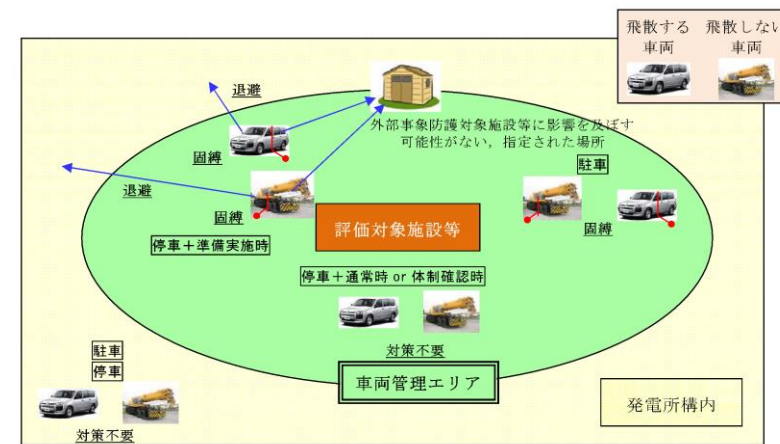 飛散する 飛散しない
車両 車両
退避
外部事象防護対象施設等に影響を及ぼす
可能性がない，指定された場所
固縛
駐車
退避
固縛
固縛
評価対象施設等
停車＋準備実施時
停車＋通常時 or 体制確認時
対策不要
駐車
停車
車両管理エリア
発電所構内
対策不要